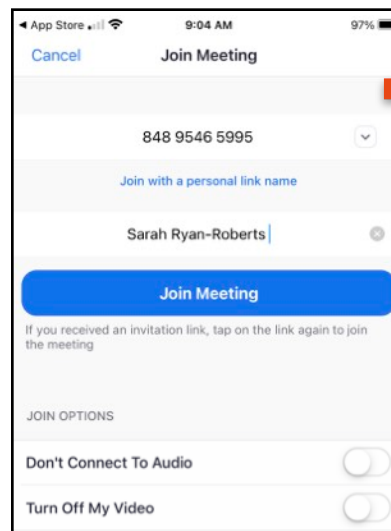 App Store
9:04 AM
97%
Cancel
Join Meeting
848 9546 5995
Join with a personal link name
Sarah Ryan-Roberts
Join Meeting
If you received an invitation link, tap on the link again to join
the meeting
JOIN OPTIONS
Don't Connect To Audio
Turn Off My Video